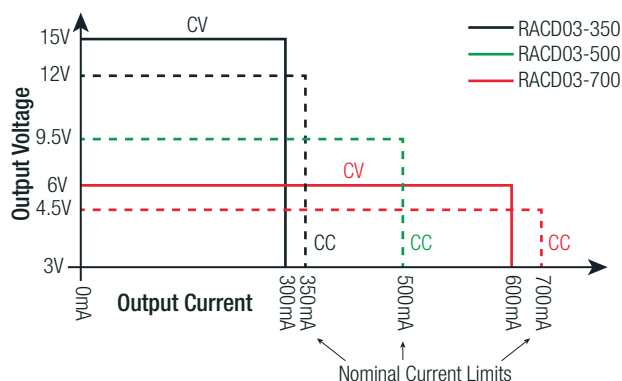 15V
CV
12V
9.5V
6V
CV
4.5V
3V
CC
CC
CC
Output Voltage
RACD03-350
RACD03-500
RACD03-700
0mA
Output Current
300mA
350mA
500mA
600mA
700mA
Nominal Current Limits